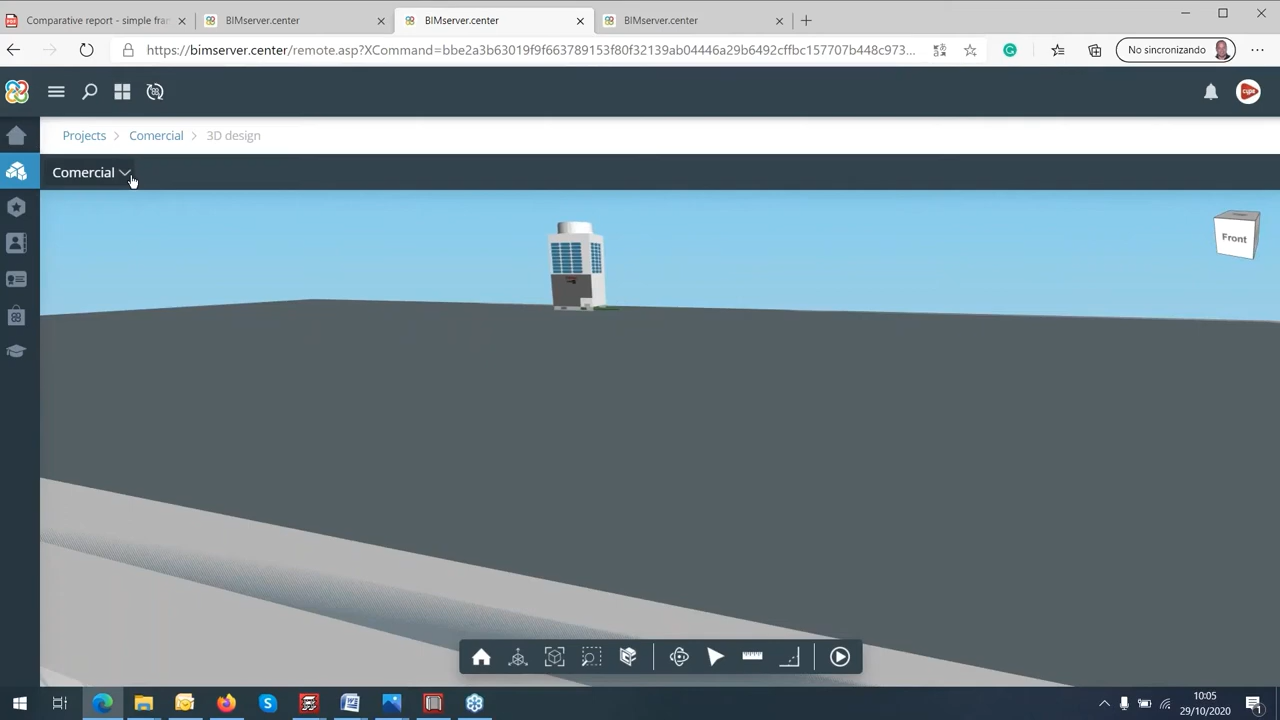 Comparative report - simple fra
BIMserver.center
BIMserver.center
BIMserver.center
https://bimserver.center/remote.asp?XCommand=bbe2a3b63019f9f663789153f80f32139ab04446a29b6492cffbc157707b448c973...
No sincronizando
Projects > Comercial > 3D design
Comercial
Front
10:05
29/10/2020